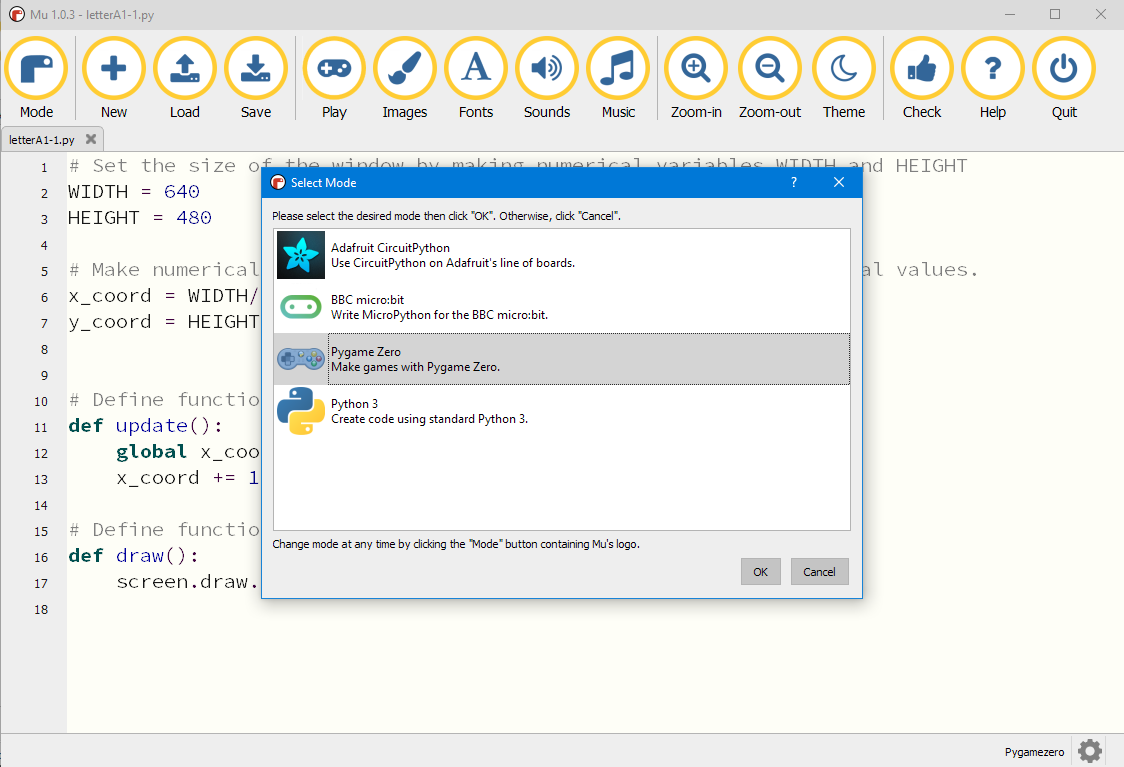 Mu 1.0.3 - letterA1-1.py
Mode New Load Save Play Images Fonts Sounds Music Zoom-in Zoom-out Theme Check Help Quit
letterA1-1.py
1 # Set the size of the window by making numerical variables WIDTH and HEIGHT
2 WIDTH = 640
3 HEIGHT = 480
4
5 # Make numerical al values.
6 x_coord = WIDTH/
7 y_coord = HEIGHT
8
9
10 # Define functio
11 def update():
12 global x_coo
13 x_coord += 1
14
15 # Define functio
16 def draw():
17 screen.draw.
18
Select Mode
?
Please select the desired mode then click "OK". Otherwise, click "Cancel".
Adafruit CircuitPython
Use CircuitPython on Adafruit's line of boards.
BBC micro:bit
Write MicroPython for the BBC micro:bit.
Pygame Zero
Make games with Pygame Zero.
Python 3
Create code using standard Python 3.
Change mode at any time by clicking the "Mode" button containing Mu's logo.
OK Cancel
Pygamezero